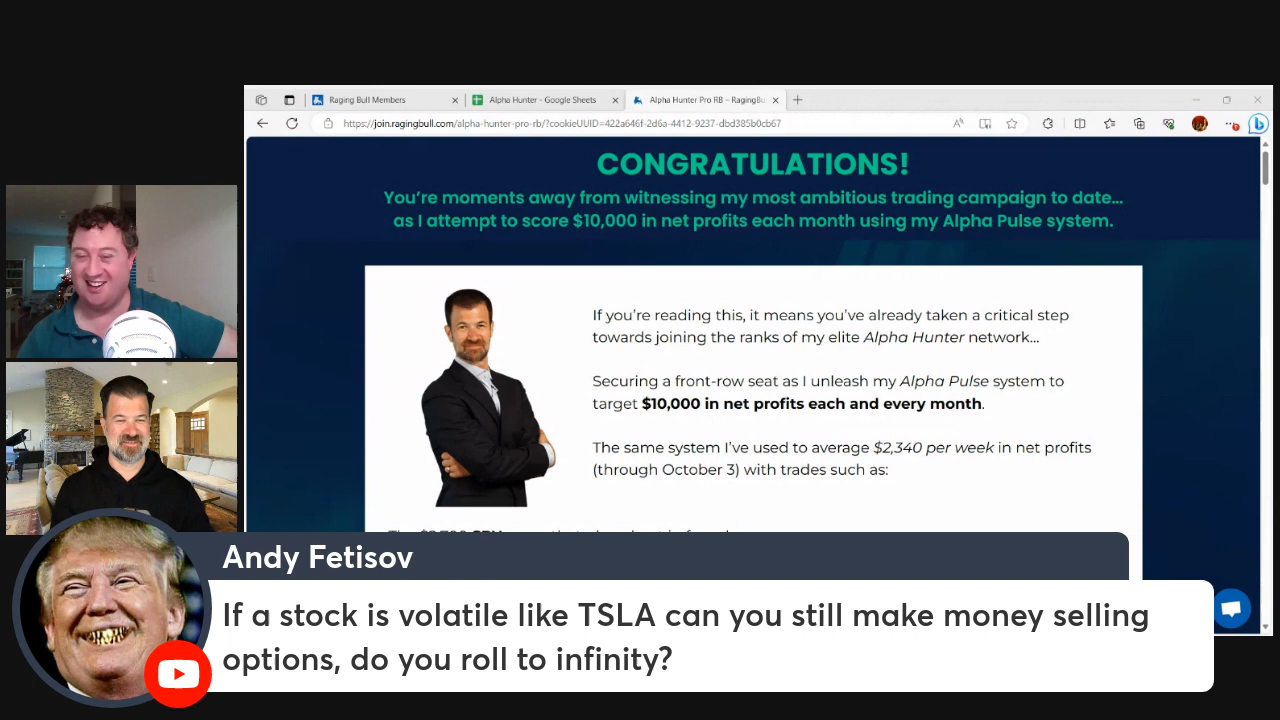 Raging Bull Members
Alpha Hunter - Google Sheets
Alpha Hunter Pro RB – RagingBu
https://join.ragingbull.com/alpha-hunter-pro-rb/?cookieUUID=422a646f-2d6a-4412-9237-dbd385b0cb67
CONGRATULATIONS!
You're moments away from witnessing my most ambitious trading campaign to date...
as I attempt to score $10,000 in net profits each month using my Alpha Pulse system.
If you're reading this, it means you've already taken a critical step
towards joining the ranks of my elite Alpha Hunter network...
Securing a front-row seat as I unleash my Alpha Pulse system to
target $10,000 in net profits each and every month.
The same system I've used to average $2,340 per week in net profits
(through October 3) with trades such as:
Andy Fetisov
If a stock is volatile like TSLA can you still make money selling
options, do you roll to infinity?